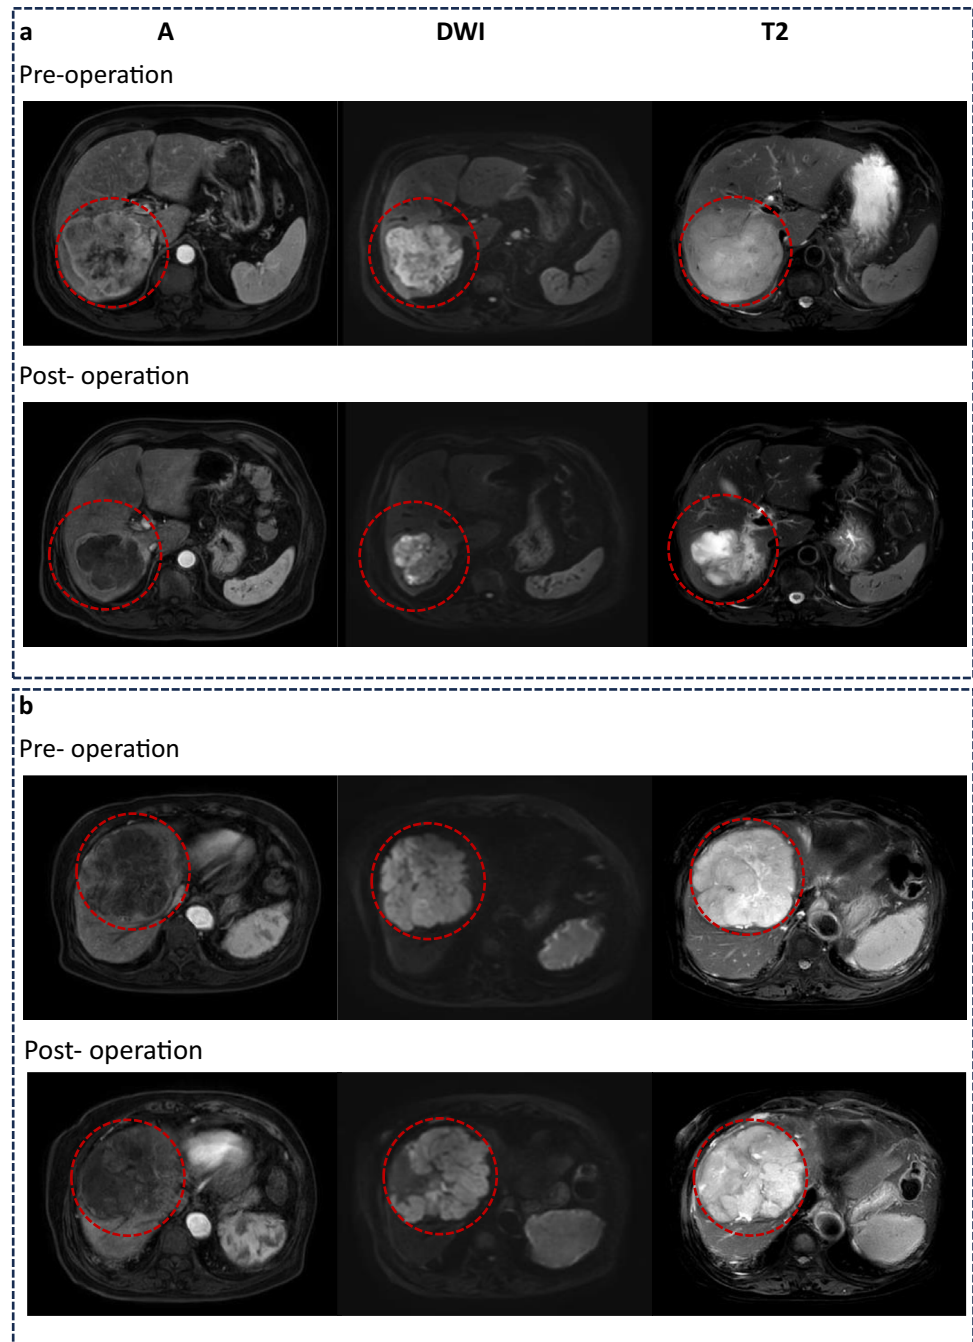 a A DWI T2
Pre-operation
Post- operation
b
Pre- operation
Post- operation